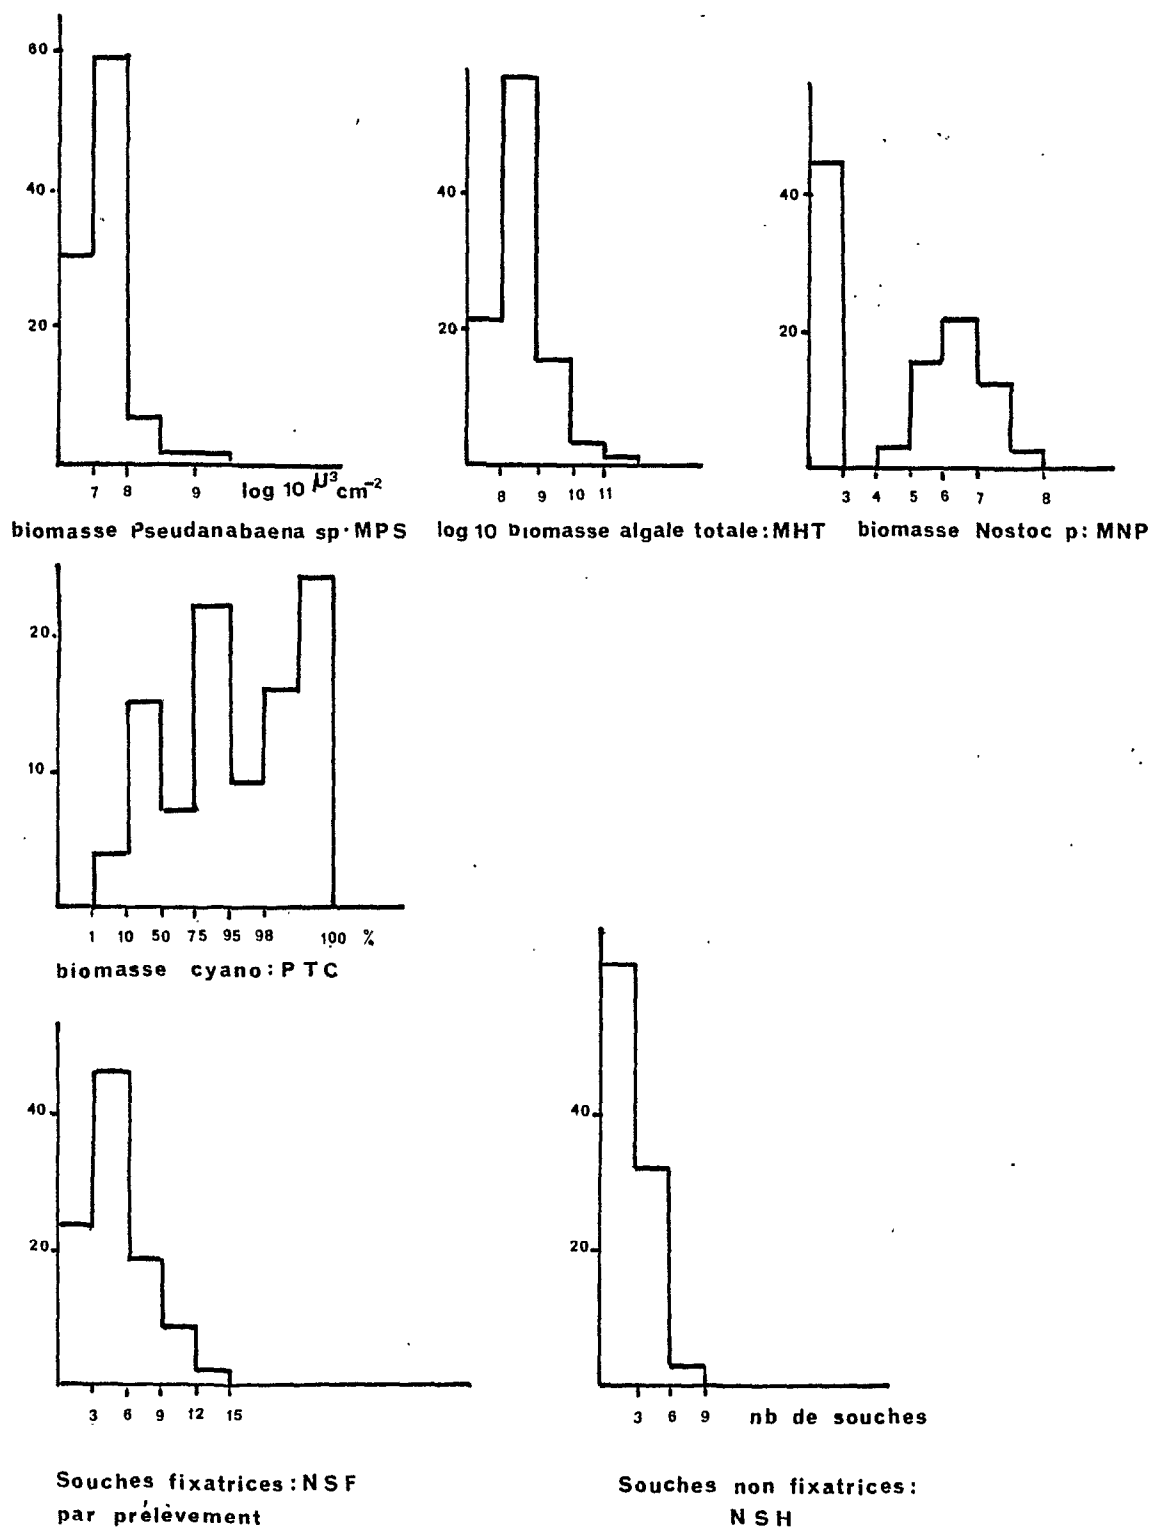 60
40
20
7 8 9 log 10 µ³ cm⁻²
biomasse Pseudanabaena sp·MPS
40
20
8 9 10 11
log 10 biomasse algale totale:MHT
40
20
3 4 5 6 7 8
biomasse Nostoc p: MNP
20
10
1 10 50 75 95 98 100 %
biomasse cyano: PTC
40
20
3 6 9 12 15
Souches fixatrices: NSF
par prélèvement
40
20
3 6 9 nb de souches
Souches non fixatrices:
NSH